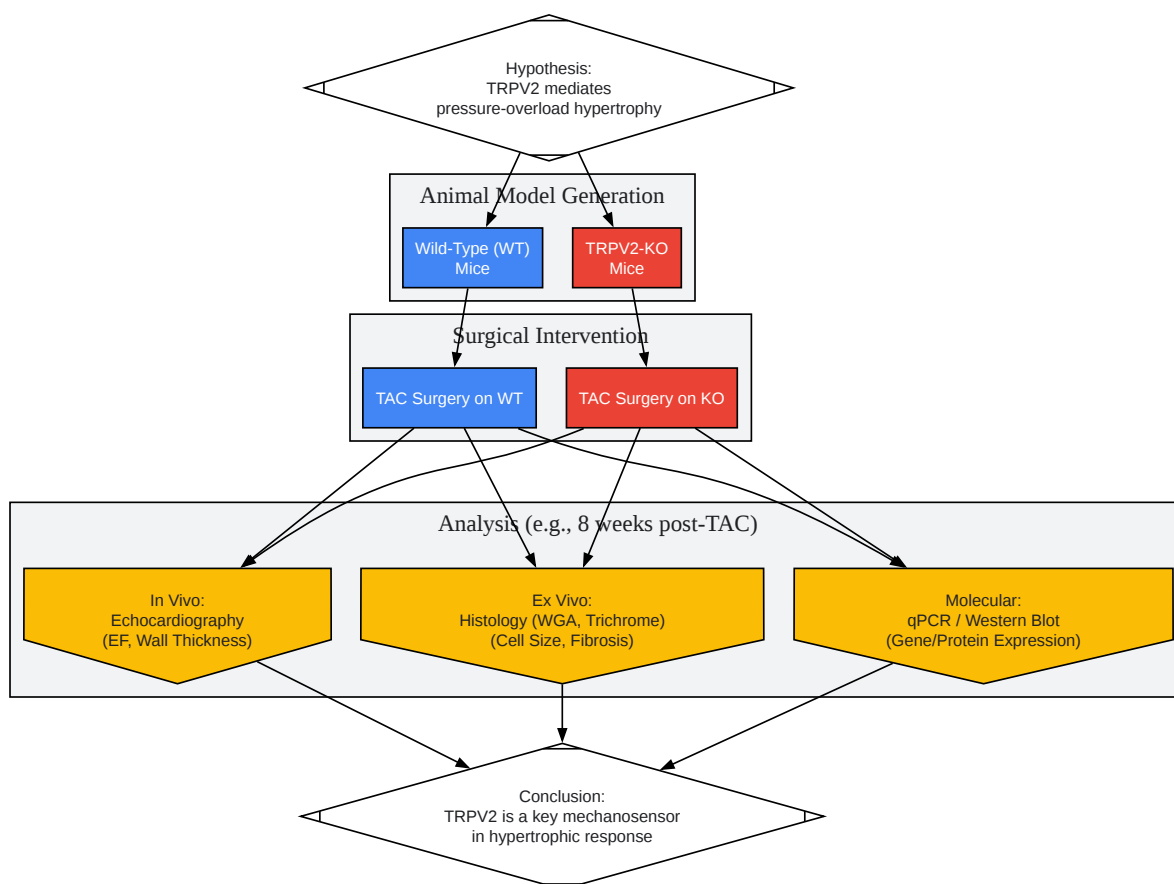 Hypothesis:
TRPV2 mediates
pressure-overload hypertrophy
Animal Model Generation
Wild-Type (WT)
Mice
TRPV2-KO
Mice
Surgical Intervention
TAC Surgery on WT
TAC Surgery on KO
Analysis (e.g., 8 weeks post-TAC)
In Vivo:
Echocardiography
(EF, Wall Thickness)
Ex Vivo:
Histology (WGA, Trichrome)
(Cell Size, Fibrosis)
Molecular:
qPCR / Western Blot
(Gene/Protein Expression)
Conclusion:
TRPV2 is a key mechanosensor
in hypertrophic response